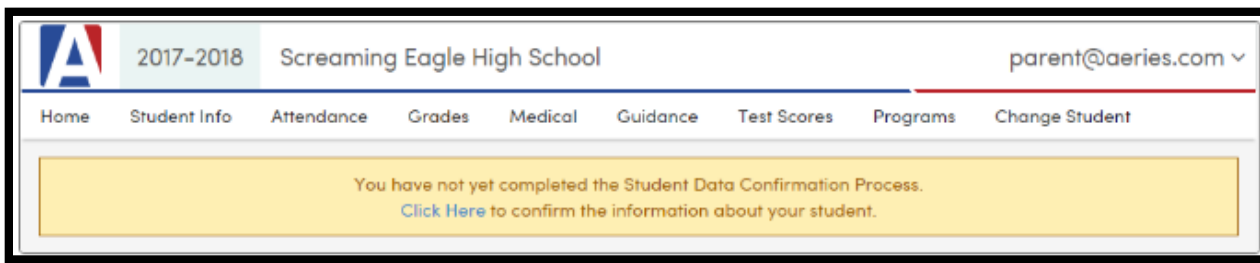 A 2017-2018 Screaming Eagle High School parent@aeries.com
Home Student Info Attendance Grades Medical Guidance Test Scores Programs Change Student
You have not yet completed the Student Data Confirmation Process.
Click Here to confirm the information about your student.